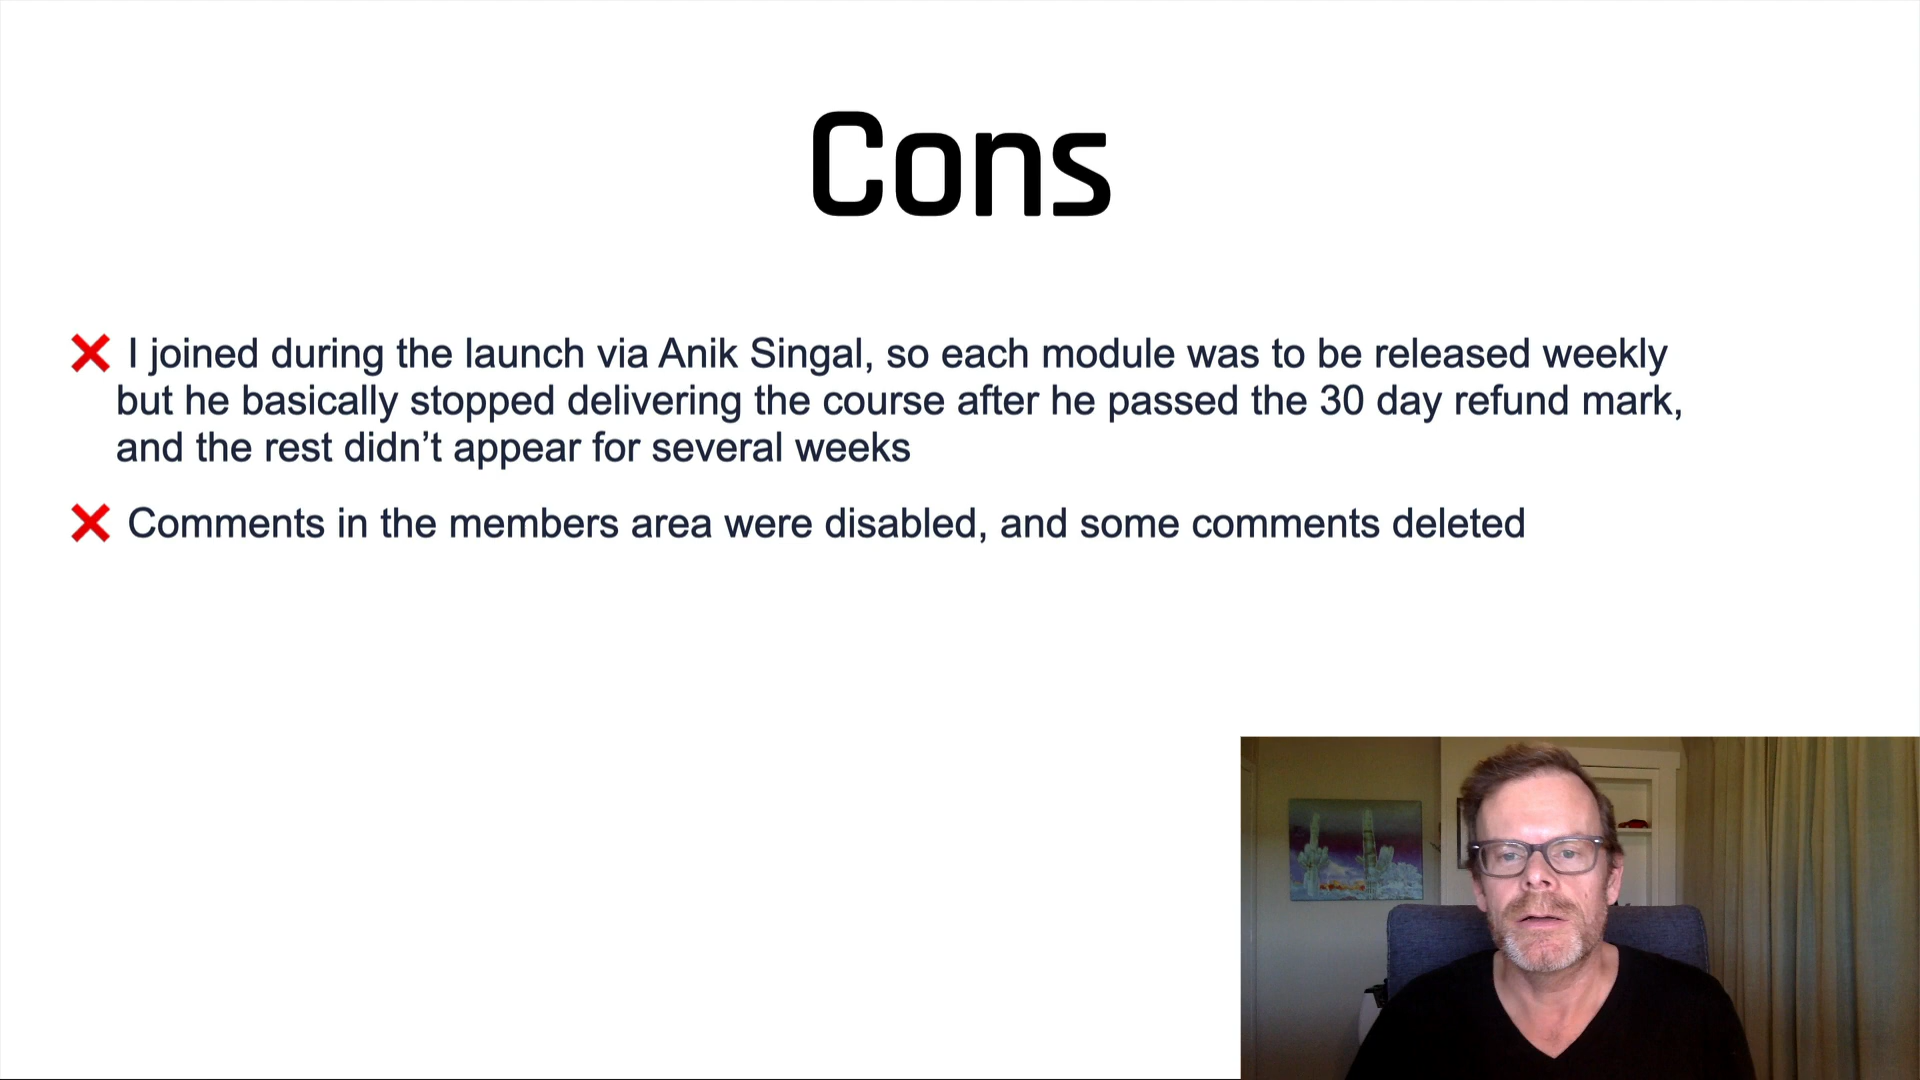 Cons
❌ I joined during the launch via Anik Singal, so each module was to be released weekly
but he basically stopped delivering the course after he passed the 30 day refund mark,
and the rest didn’t appear for several weeks
❌ Comments in the members area were disabled, and some comments deleted